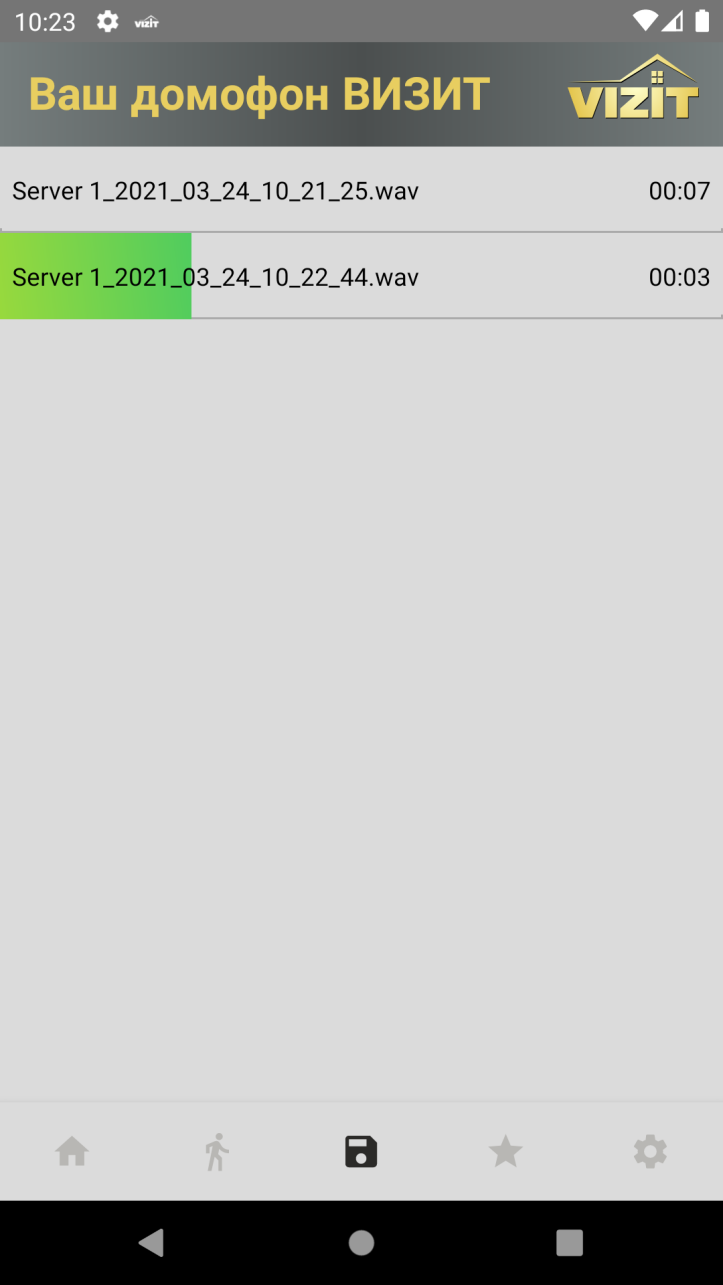 10:23 VIZIT
Ваш домофон ВИЗИТ VIZIT
Server 1_2021_03_24_10_21_25.wav 00:07
Server 1_2021_03_24_10_22_44.wav 00:03